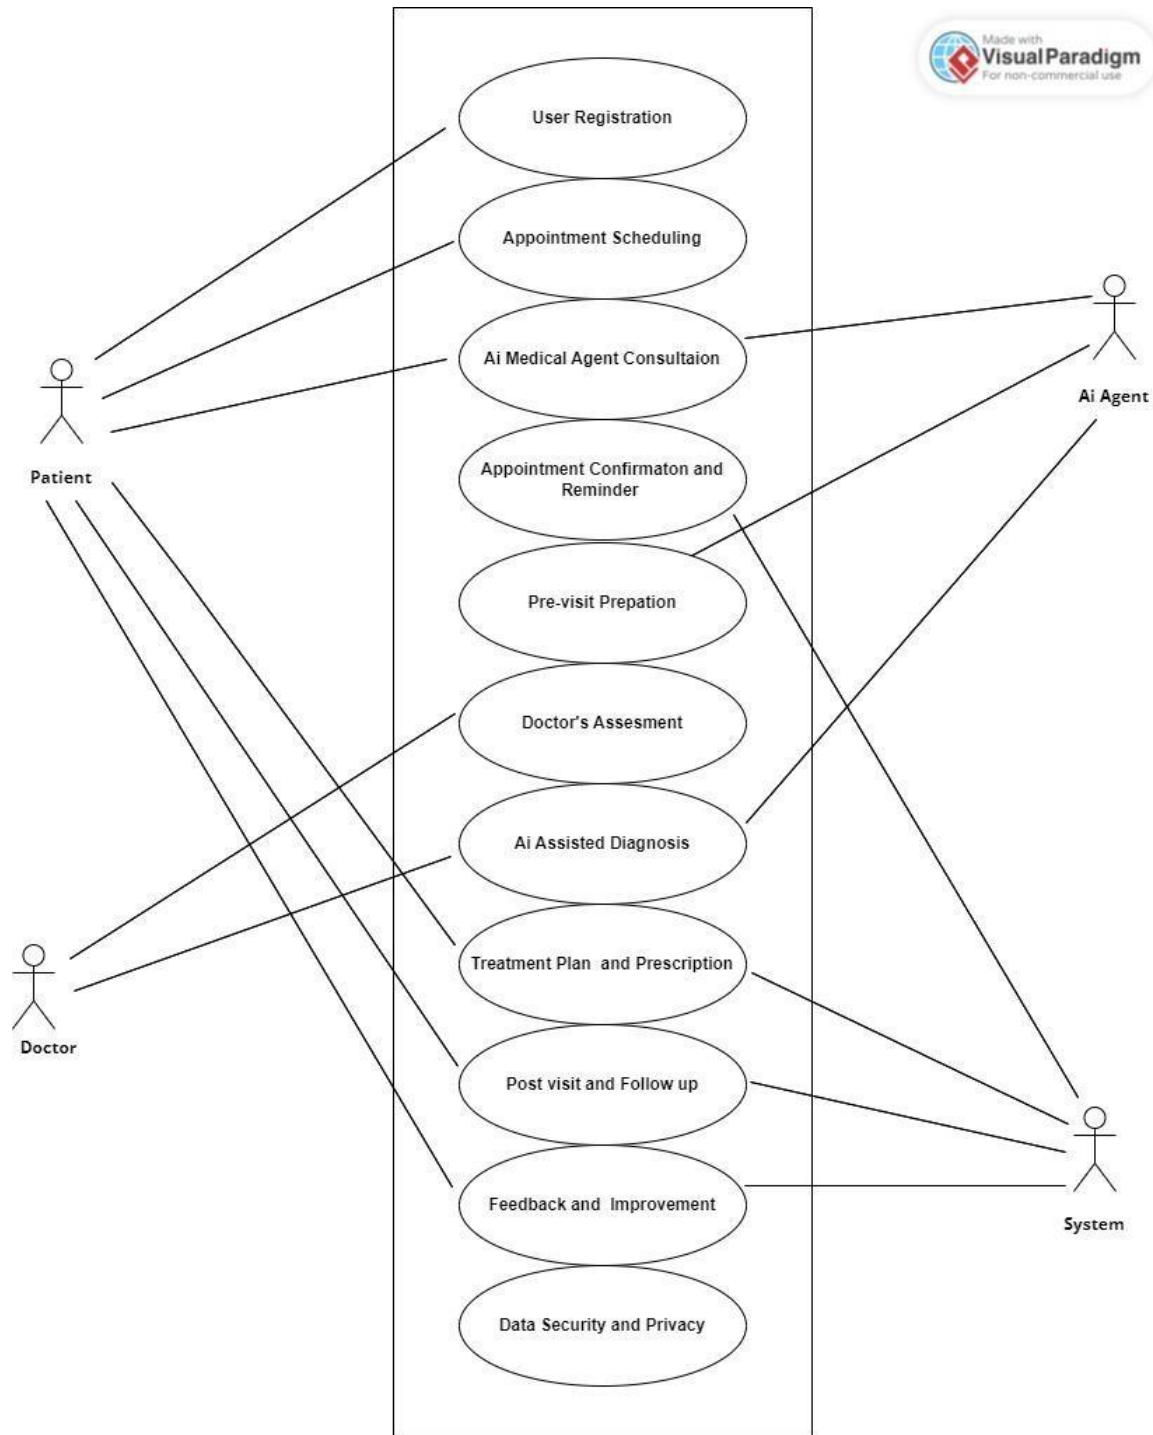 Made with
Visual Paradigm
For non-commercial use
User Registration
Appointment Scheduling
Ai Medical Agent Consultaion
Ai Agent
Patient
Appointment Confirmaton and
Reminder
Pre-visit Prepation
Doctor's Assesment
Ai Assisted Diagnosis
Treatment Plan and Prescription
Doctor
Post visit and Follow up
Feedback and Improvement
System
Data Security and Privacy